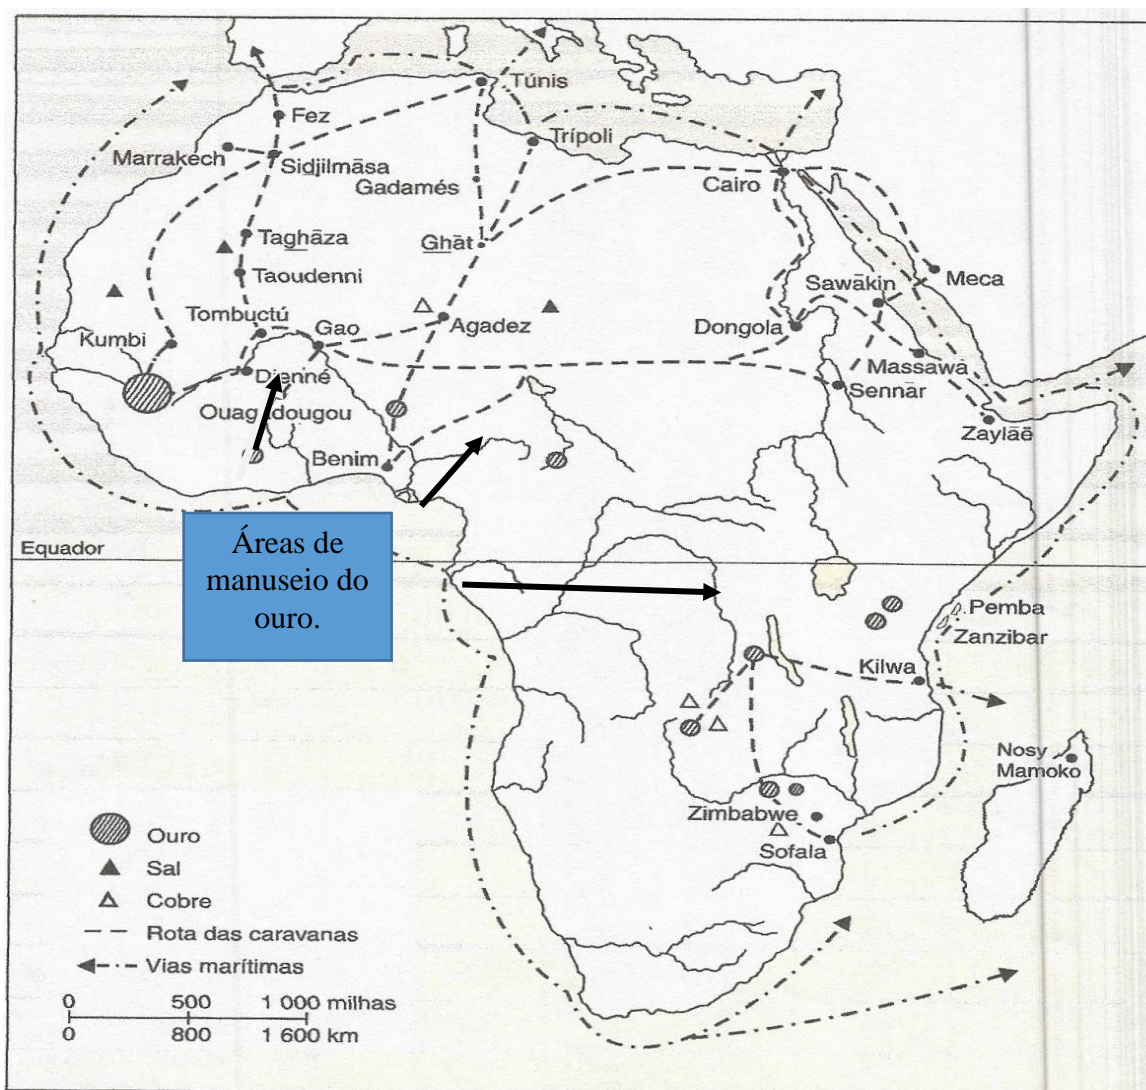 Túnis
Fez
Trípoli
Marrakech
Sidjilmāsa
Gadamés
Cairo
Taghāza
Ghāt
Taoudenni
Sawākin
Meca
Tombuctú
Gao
Agadez
Dongola
Kumbi
Massawa
Djenné
Sennār
Ouagadougou
Zaylāē
Benim
Áreas de
manuseio do
ouro.
Equador
Pemba
Zanzibar
Kilwa
Nosy
Mamoko
Zimbabwe
Sofala
Ouro
Sal
Cobre
Rota das caravanas
Vias marítimas
0 500 1 000 milhas
0 800 1 600 km